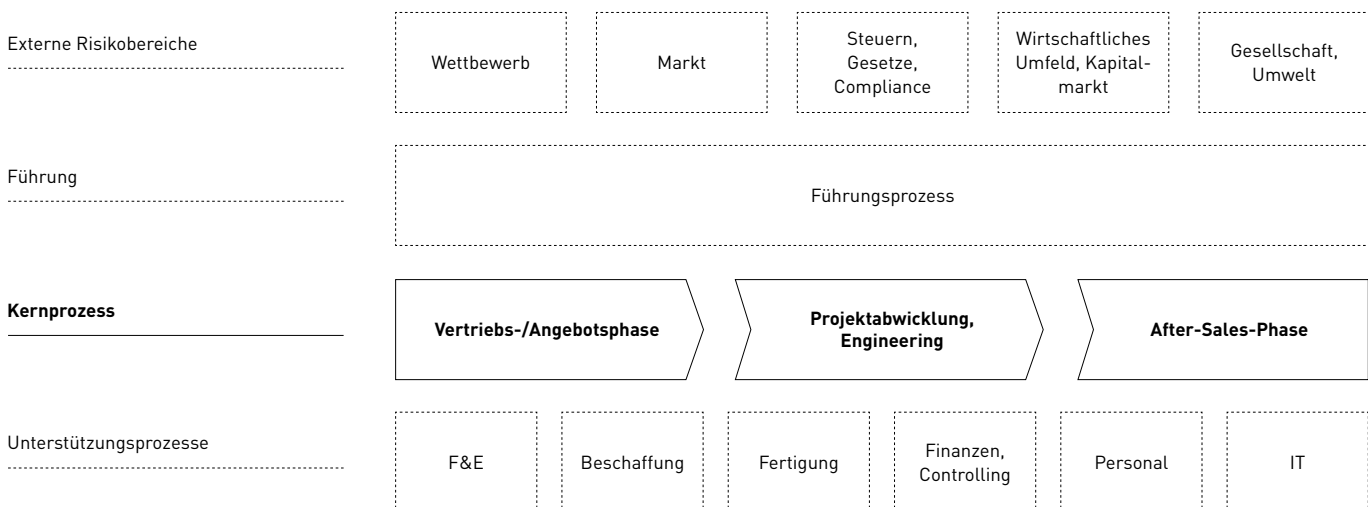 Externe Risikobereiche
Wettbewerb
Markt
Steuern,
Gesetze,
Compliance
Wirtschaftliches
Umfeld, Kapital-
markt
Gesellschaft,
Umwelt
Führung
Führungsprozess
Kernprozess
Vertriebs-/Angebotsphase
Projektabwicklung,
Engineering
After-Sales-Phase
Unterstützungsprozesse
F&E
Beschaffung
Fertigung
Finanzen,
Controlling
Personal
IT